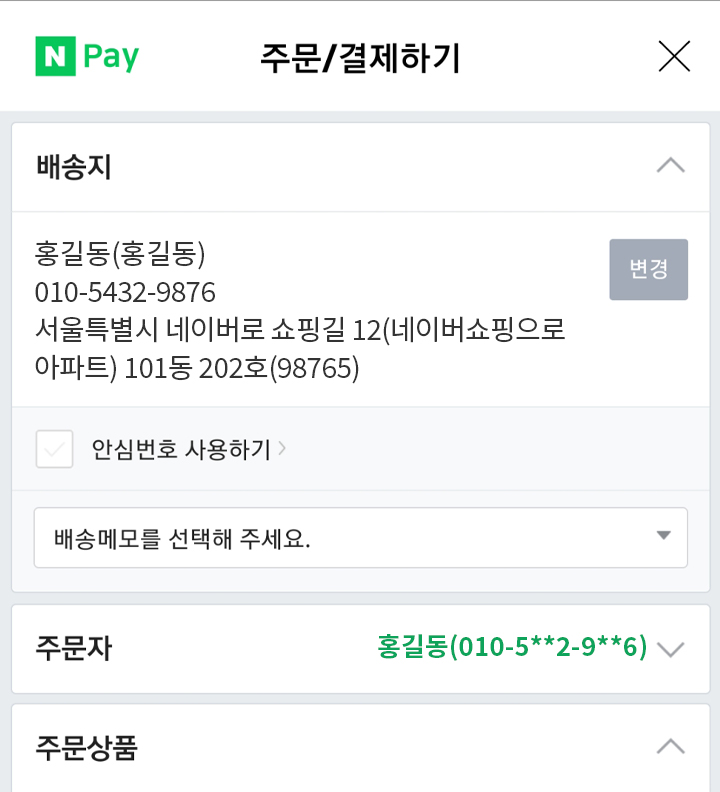 N Pay
주문/결제하기
배송지
홍길동(홍길동)
변경
010-5432-9876
서울특별시 네이버로 쇼핑길 12(네이버쇼핑으로
아파트) 101동 202호(98765)
안심번호 사용하기
배송메모를 선택해 주세요.
주문자
홍길동(010-5**2-9**6)
주문상품